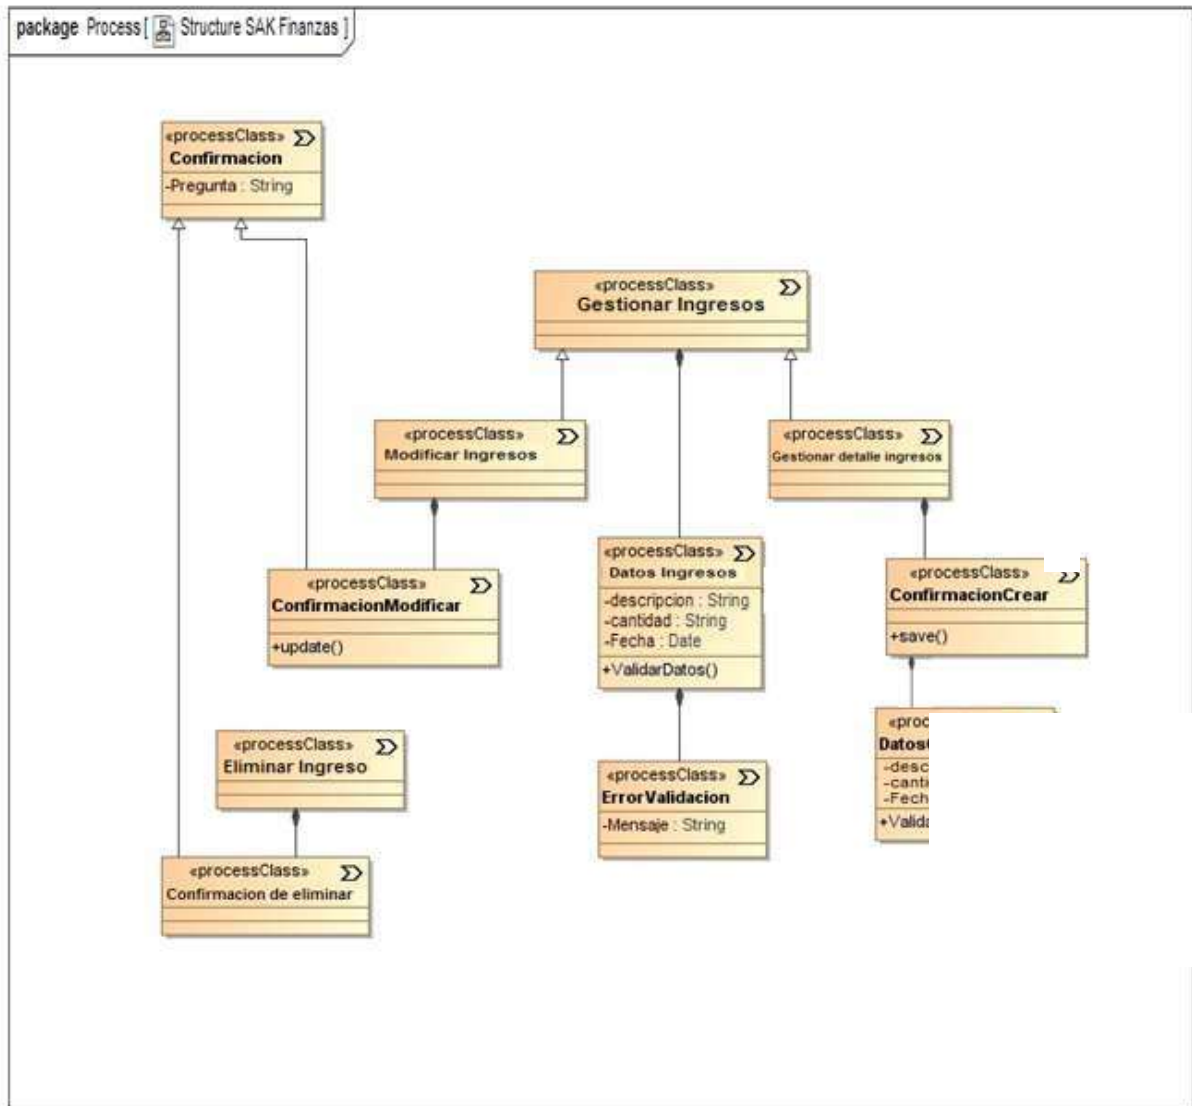 package Process [ Structure SAK Finanzas ]
«processClass»
Confirmacion
-Pregunta : String
«processClass»
Gestionar Ingresos
«processClass»
Modificar Ingresos
«processClass»
Gestionar detalle ingresos
«processClass»
ConfirmacionModificar
+update()
«processClass»
Datos Ingresos
-descripcion : String
-cantidad : String
-Fecha : Date
+ValidarDatos()
«processClass»
ConfirmacionCrear
+save()
«processClass»
Eliminar Ingreso
«processClass»
ErrorValidacion
-Mensaje : String
«processClass»
Confirmacion de eliminar